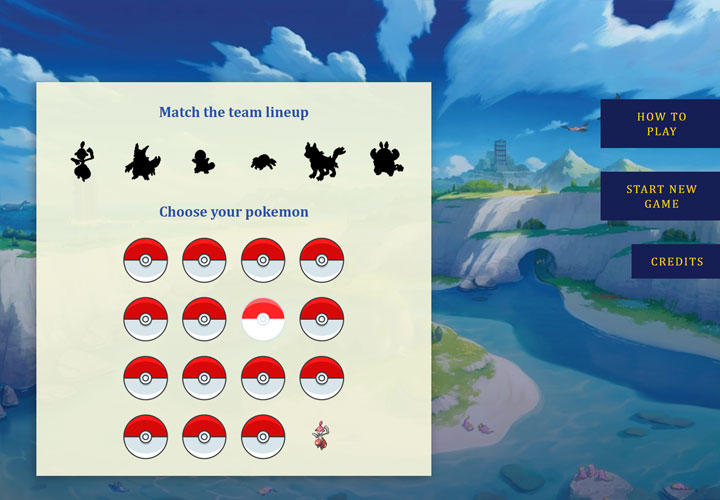 Match the team lineup
Choose your pokemon
HOW TO
PLAY
START NEW
GAME
CREDITS